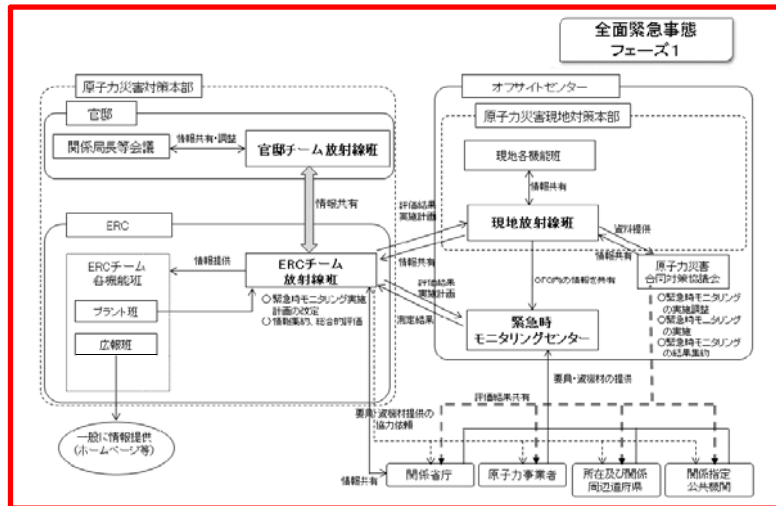 全面緊急事態
フェーズ1
原子力災害対策本部
官邸
関係局長等会議
情報共有・調整
官邸チーム放射線班
情報共有
ERC
ERCチーム
各機能班
プラント班
広報班
情報提供
ERCチーム
放射線班
○緊急時モニタリング実施
計画の改定
○情報集約、総合的評価
一般に情報提供
(ホームページ等)
オフサイトセンター
原子力災害現地対策本部
現地各機能班
情報共有
現地放射線班
評価結果
実施計画
情報共有
資料提供
情報共有
原子力災害
合同対策協議会
評価結果
実施計画
測定結果
OFC内の情報を共有
緊急時
モニタリングセンター
○緊急時モニタリング
の実施調整
○緊急時モニタリング
の実施
○緊急時モニタリング
の結果集約
要員・資機材の提供
評価結果共有
要員・資機材提供の
協力依頼
情報共有
関係省庁
原子力事業者
所在及び関係
周辺道府県
関係指定
公共機関